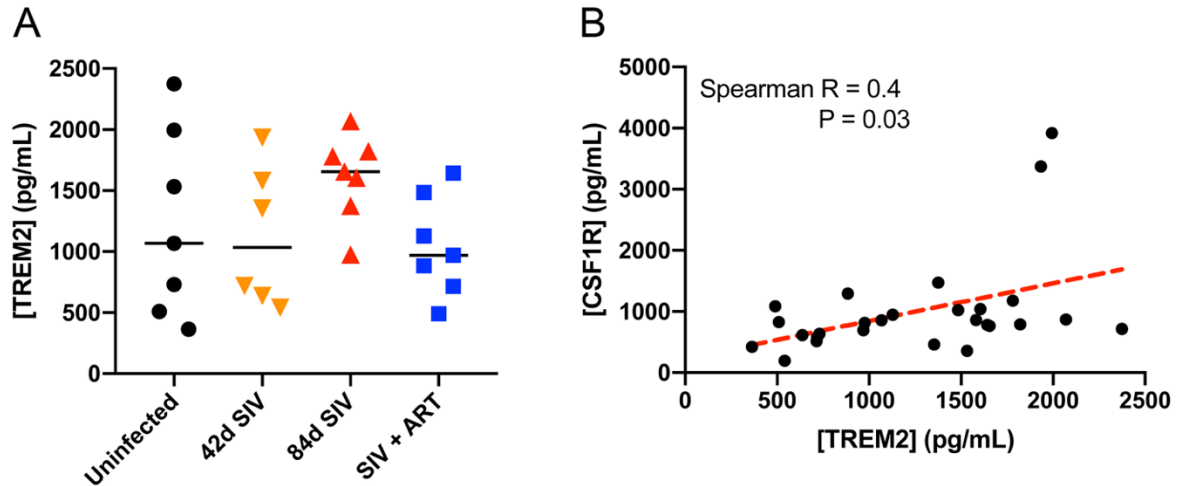 A
[TREM2] (pg/mL)
2500
2000
1500
1000
500
0
Uninfected
42d SIV
84d SIV
SIV + ART
B
[CSF1R] (pg/mL)
5000
4000
3000
2000
1000
0
Spearman R = 0.4
P = 0.03
0
500
1000
1500
2000
2500
[TREM2] (pg/mL)